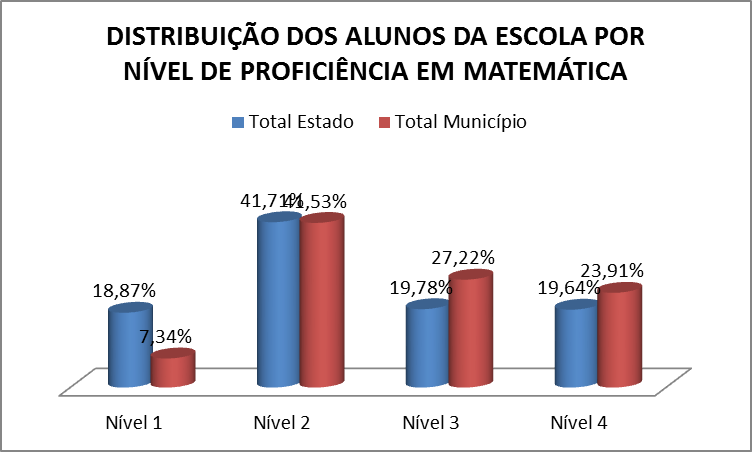 DISTRIBUIÇÃO DOS ALUNOS DA ESCOLA POR
NÍVEL DE PROFICIÊNCIA EM MATEMÁTICA
Total Estado Total Município
41,71% 41,53%
27,22%
18,87% 19,78% 19,64% 23,91%
7,34%
Nível 1 Nível 2 Nível 3 Nível 4